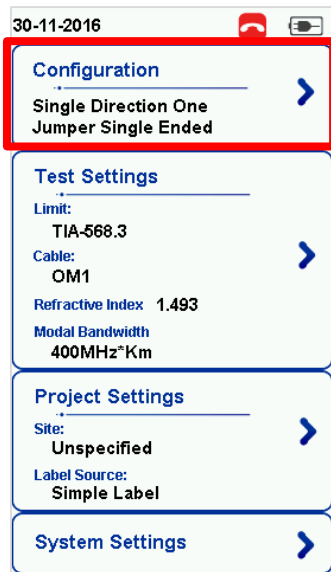 30-11-2016
Configuration
Single Direction One
Jumper Single Ended
Test Settings
Limit:
TIA-568.3
Cable:
OM1
Refractive Index 1.493
Modal Bandwidth
400MHz*Km
Project Settings
Site:
Unspecified
Label Source:
Simple Label
System Settings